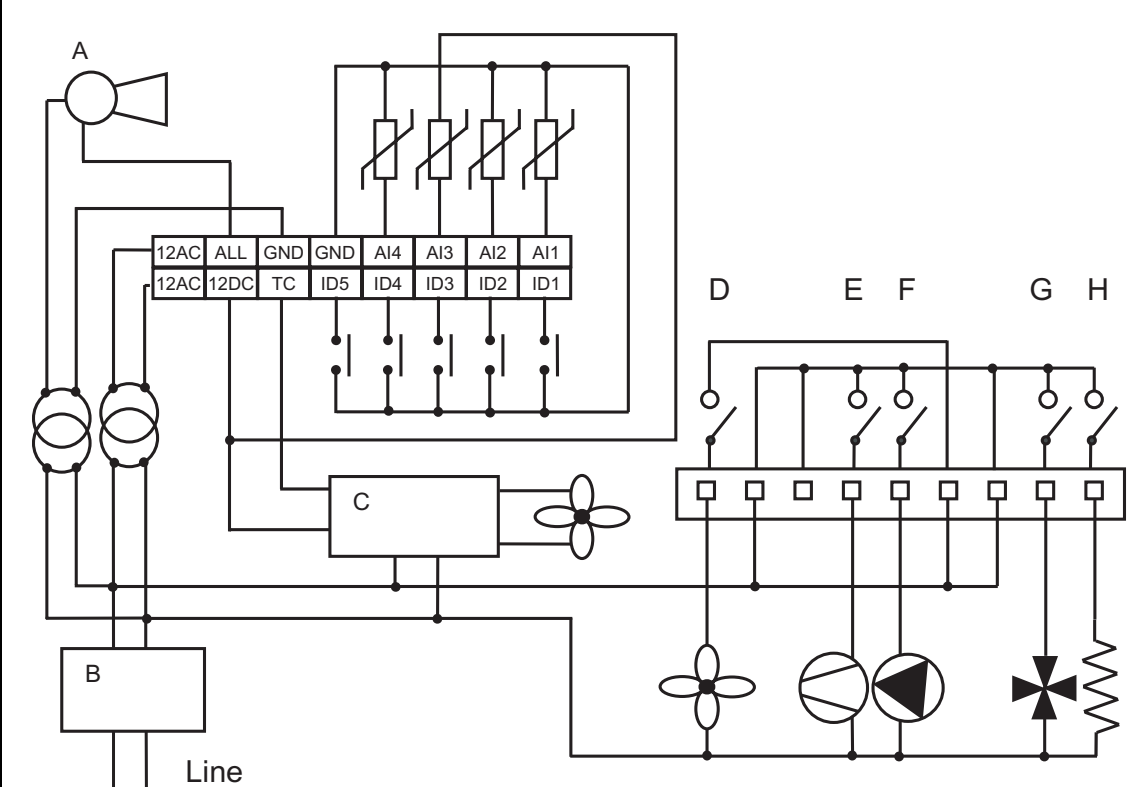 A
12AC ALL GND GND AI4 AI3 AI2 AI1
12AC 12DC TC ID5 ID4 ID3 ID2 ID1
D E F G H
C
B
Line